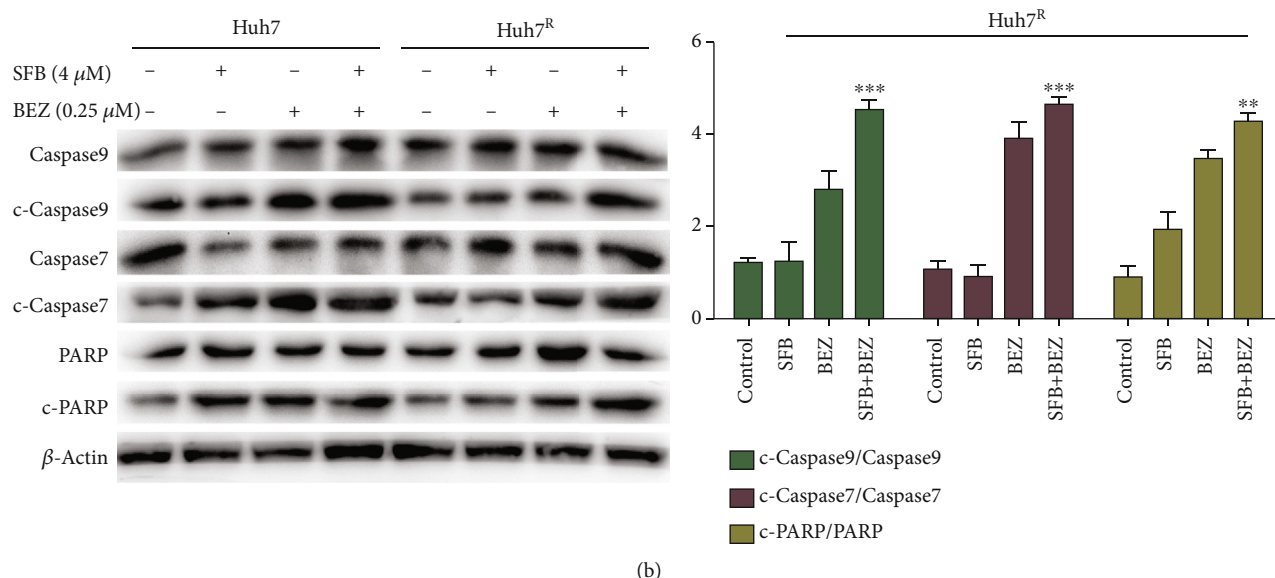 Huh7 Huh7R
SFB (4 μM) – + – + – + – +
BEZ (0.25 μM) – – + + – – + +
Caspase9
c-Caspase9
Caspase7
c-Caspase7
PARP
c-PARP
β-Actin
Huh7R
6
4
2
0
*** *** **
Control SFB BEZ SFB+BEZ Control SFB BEZ SFB+BEZ Control SFB BEZ SFB+BEZ
c-Caspase9/Caspase9
c-Caspase7/Caspase7
c-PARP/PARP
(b)